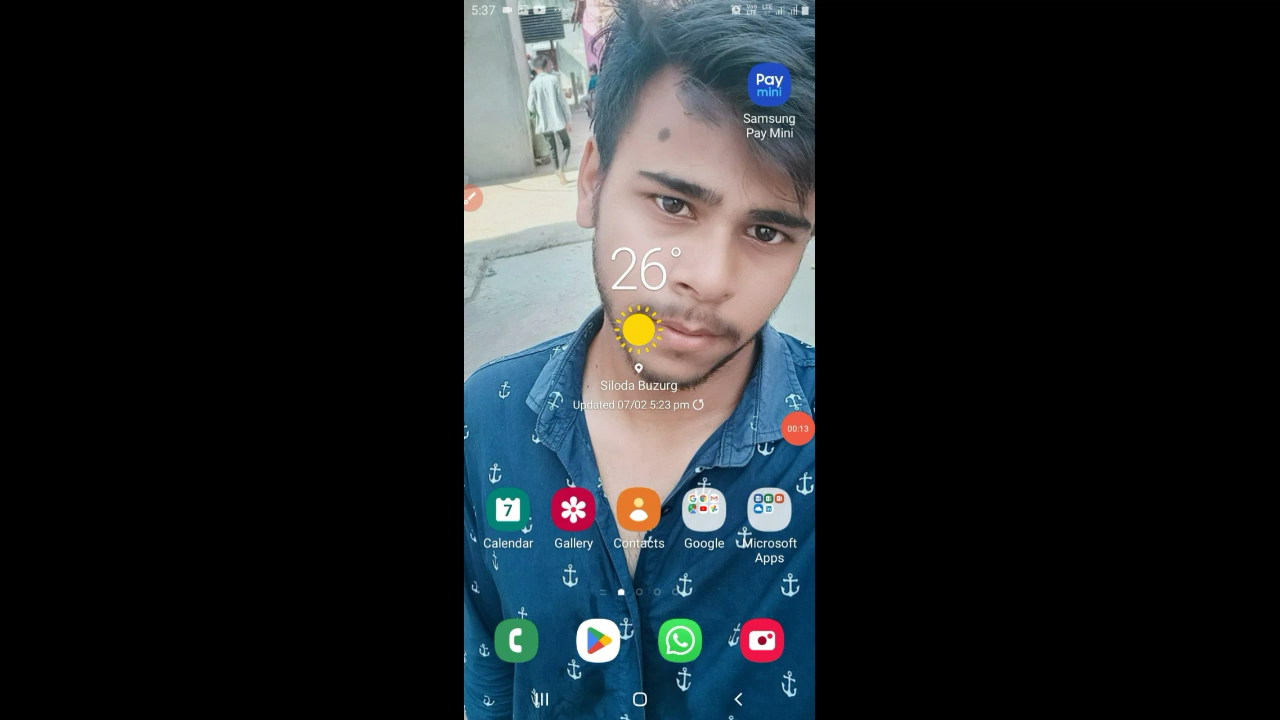 5:37
Pay
mini
Samsung
Pay Mini
26°
Siloda Buzurg
Updated 07/02 5:23 pm
00:13
7
Calendar
Gallery
Contacts
Google
Microsoft
Apps